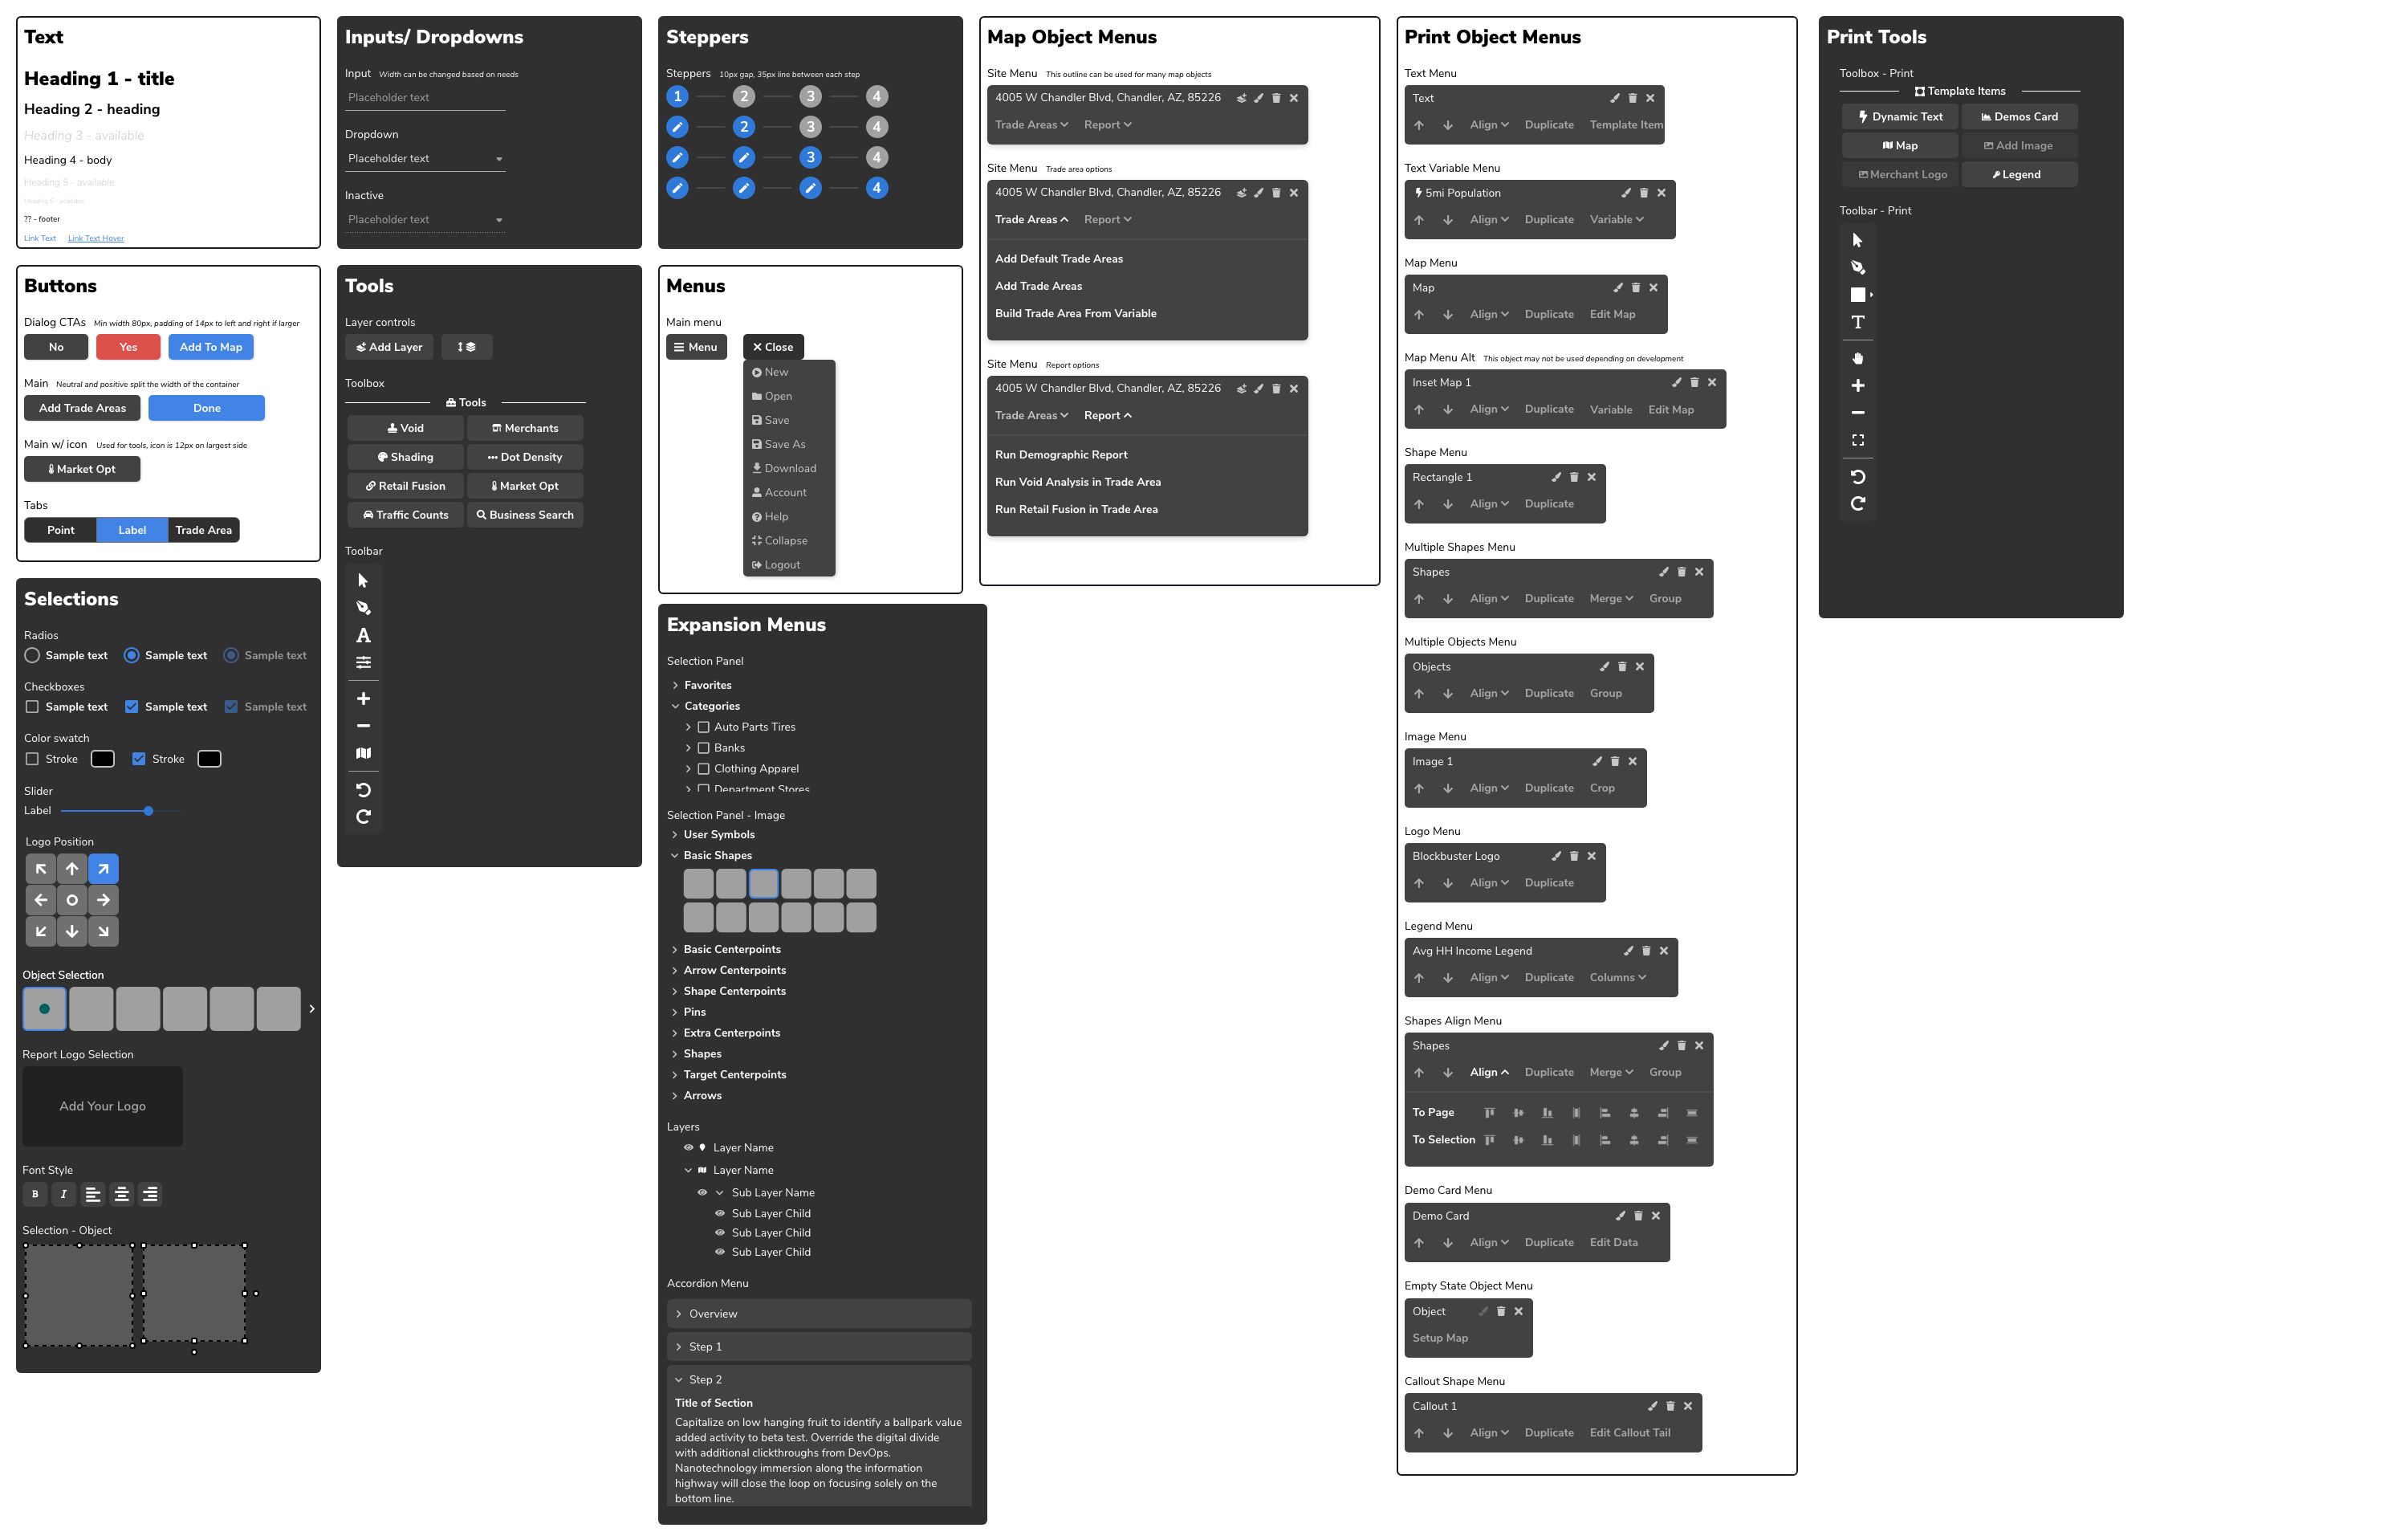 Text
Heading 1 - title
Heading 2 - heading
Heading 3 - available
Heading 4 - body
Heading 5 - available
Heading 6 - available
?? - footer
Link Text Link Text Hover
Buttons
Dialog CTAs Min width 80px, padding of 14px to left and right if larger
No Yes Add To Map
Main Neutral and positive split the width of the container
Add Trade Areas Done
Main w/ icon Used for tools, icon is 12px on largest side
Market Opt
Tabs
Point Label Trade Area
Selections
Radios
Sample text Sample text Sample text
Checkboxes
Sample text Sample text Sample text
Color swatch
Stroke Stroke
Slider
Label
Logo Position
Object Selection
Report Logo Selection
Add Your Logo
Font Style
B I
Selection - Object
Inputs/ Dropdowns
Input Width can be changed based on needs
Placeholder text
Dropdown
Placeholder text
Inactive
Placeholder text
Tools
Layer controls
Add Layer
Toolbox
Tools
Void Merchants
Shading Dot Density
Retail Fusion Market Opt
Traffic Counts Business Search
Toolbar
A
Steppers
Steppers 10px gap, 35px line between each step
1 2 3 4
2 3 4
3 4
4
Menus
Main menu
Menu Close
New
Open
Save
Save As
Download
Account
Help
Collapse
Logout
Expansion Menus
Selection Panel
Favorites
Categories
Auto Parts Tires
Banks
Clothing Apparel
Department Stores
Selection Panel - Image
User Symbols
Basic Shapes
Basic Centerpoints
Arrow Centerpoints
Shape Centerpoints
Pins
Extra Centerpoints
Shapes
Target Centerpoints
Arrows
Layers
Layer Name
Layer Name
Sub Layer Name
Sub Layer Child
Sub Layer Child
Sub Layer Child
Accordion Menu
Overview
Step 1
Step 2
Title of Section
Capitalize on low hanging fruit to identify a ballpark value
added activity to beta test. Override the digital divide
with additional clickthroughs from DevOps.
Nanotechnology immersion along the information
highway will close the loop on focusing solely on the
bottom line.
Map Object Menus
Site Menu This outline can be used for many map objects
4005 W Chandler Blvd, Chandler, AZ, 85226
Trade Areas Report
Site Menu Trade area options
4005 W Chandler Blvd, Chandler, AZ, 85226
Trade Areas Report
Add Default Trade Areas
Add Trade Areas
Build Trade Area From Variable
Site Menu Report options
4005 W Chandler Blvd, Chandler, AZ, 85226
Trade Areas Report
Run Demographic Report
Run Void Analysis in Trade Area
Run Retail Fusion in Trade Area
Print Object Menus
Text Menu
Text
Align Duplicate Template Item
Text Variable Menu
5mi Population
Align Duplicate Variable
Map Menu
Map
Align Duplicate Edit Map
Map Menu Alt This object may not be used depending on development
Inset Map 1
Align Duplicate Variable Edit Map
Shape Menu
Rectangle 1
Align Duplicate
Multiple Shapes Menu
Shapes
Align Duplicate Merge Group
Multiple Objects Menu
Objects
Align Duplicate Group
Image Menu
Image 1
Align Duplicate Crop
Logo Menu
Blockbuster Logo
Align Duplicate
Legend Menu
Avg HH Income Legend
Align Duplicate Columns
Shapes Align Menu
Shapes
Align Duplicate Merge Group
To Page
To Selection
Demo Card Menu
Demo Card
Align Duplicate Edit Data
Empty State Object Menu
Object
Setup Map
Callout Shape Menu
Callout 1
Align Duplicate Edit Callout Tail
Print Tools
Toolbox - Print
Template Items
Dynamic Text Demos Card
Map Add Image
Merchant Logo Legend
Toolbar - Print
T